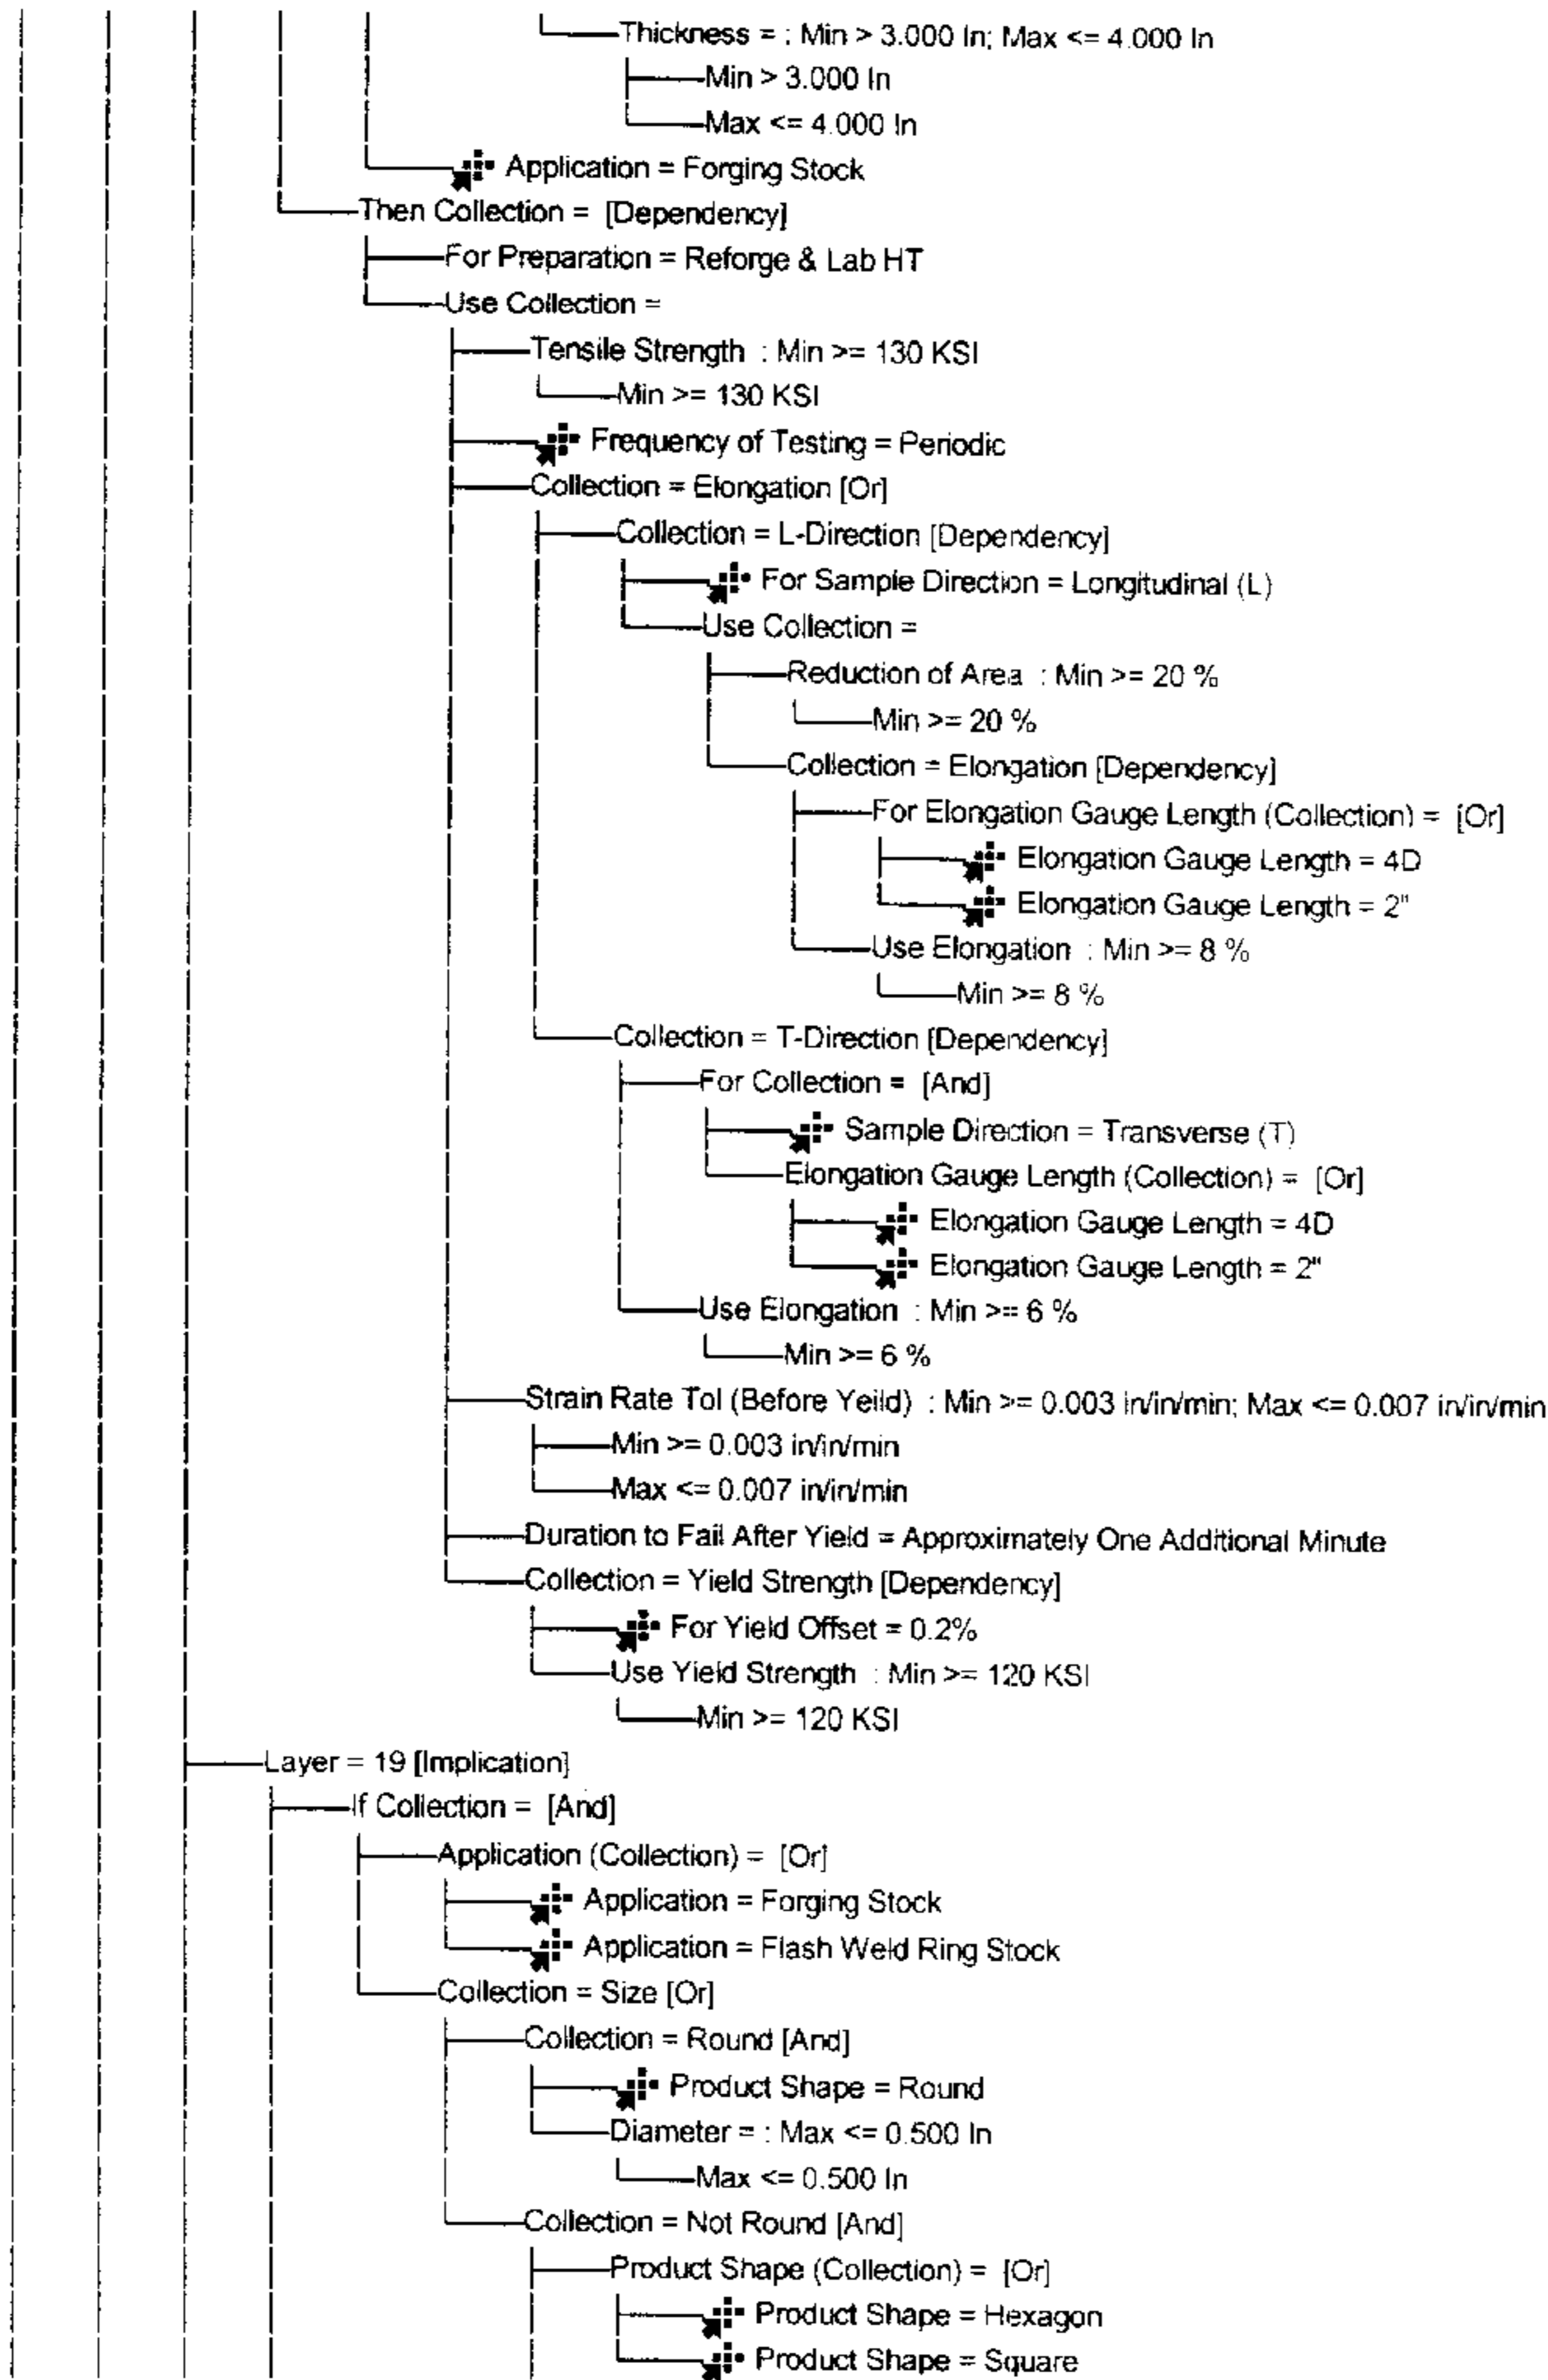 Thickness = : Min > 3.000 In; Max <= 4.000 In
Min > 3.000 In
Max <= 4.000 In
Application = Forging Stock
Then Collection = [Dependency]
For Preparation = Reforge & Lab HT
Use Collection =
Tensile Strength : Min >= 130 KSI
Min >= 130 KSI
Frequency of Testing = Periodic
Collection = Elongation [Or]
Collection = L-Direction [Dependency]
For Sample Direction = Longitudinal (L)
Use Collection =
Reduction of Area : Min >= 20 %
Min >= 20 %
Collection = Elongation [Dependency]
For Elongation Gauge Length (Collection) = [Or]
Elongation Gauge Length = 4D
Elongation Gauge Length = 2"
Use Elongation : Min >= 8 %
Min >= 8 %
Collection = T-Direction [Dependency]
For Collection = [And]
Sample Direction = Transverse (T)
Elongation Gauge Length (Collection) = [Or]
Elongation Gauge Length = 4D
Elongation Gauge Length = 2"
Use Elongation : Min >= 6 %
Min >= 6 %
Strain Rate Tol (Before Yeild) : Min >= 0.003 in/in/min; Max <= 0.007 in/in/min
Min >= 0.003 in/in/min
Max <= 0.007 in/in/min
Duration to Fail After Yield = Approximately One Additional Minute
Collection = Yield Strength [Dependency]
For Yield Offset = 0.2%
Use Yield Strength : Min >= 120 KSI
Min >= 120 KSI
Layer = 19 [Implication]
If Collection = [And]
Application (Collection) = [Or]
Application = Forging Stock
Application = Flash Weld Ring Stock
Collection = Size [Or]
Collection = Round [And]
Product Shape = Round
Diameter = : Max <= 0.500 In
Max <= 0.500 In
Collection = Not Round [And]
Product Shape (Collection) = [Or]
Product Shape = Hexagon
Product Shape = Square